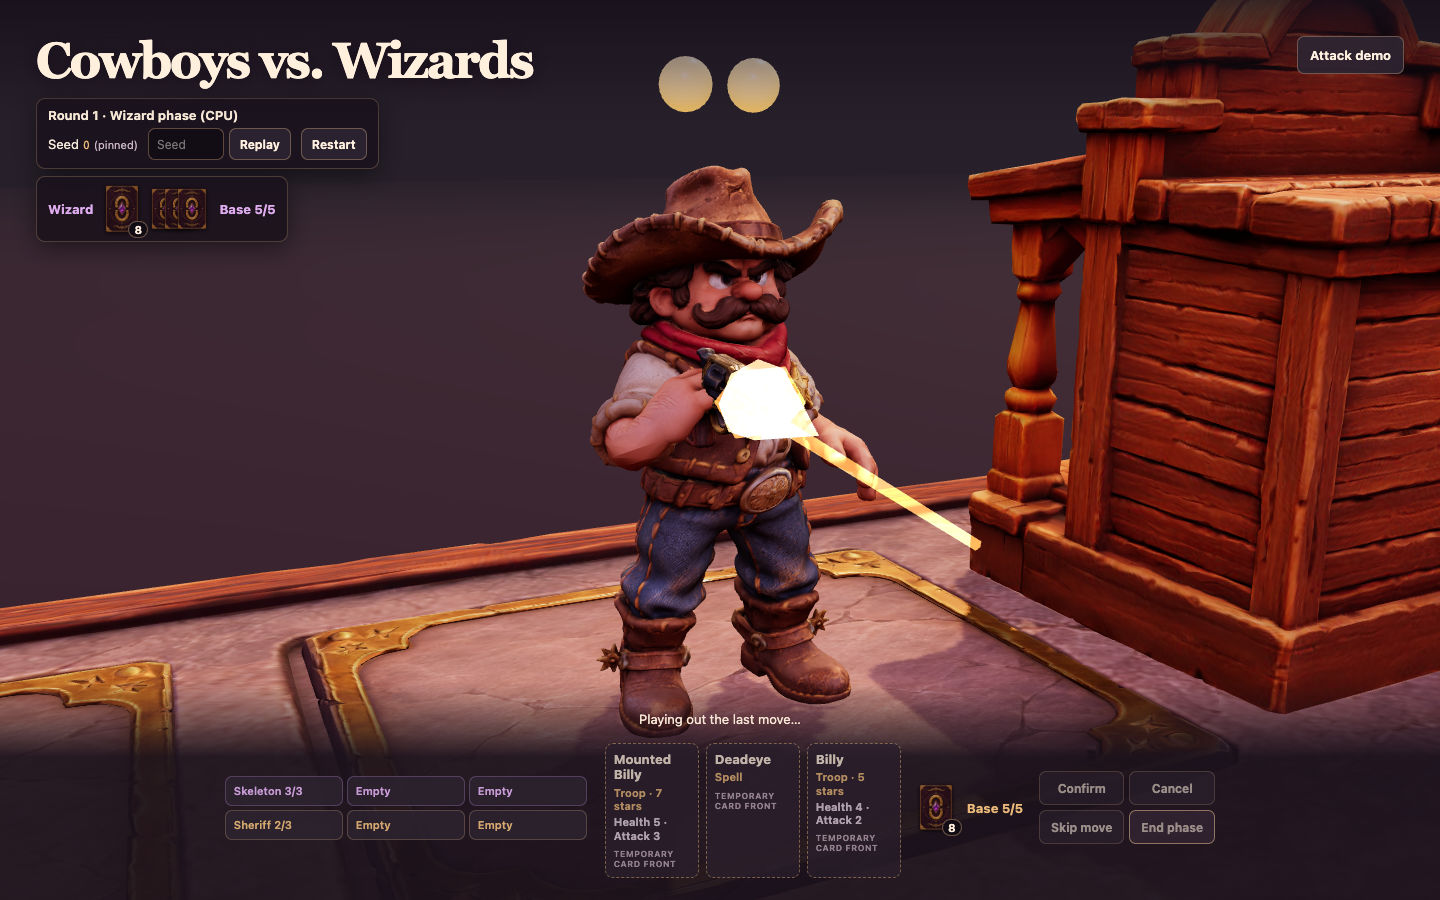 Cowboys vs. Wizards
Attack demo
Round 1 · Wizard phase (CPU)
Seed 0 (pinned) Seed Replay Restart
Wizard 8 Base 5/5
Playing out the last move...
Skeleton 3/3 Empty Empty
Sheriff 2/3 Empty Empty
Mounted
Billy
Troop · 7
stars
Health 5 ·
Attack 3
TEMPORARY
CARD FRONT
Deadeye
Spell
TEMPORARY
CARD FRONT
Billy
Troop · 5
stars
Health 4 ·
Attack 2
TEMPORARY
CARD FRONT
8 Base 5/5
Confirm Cancel
Skip move End phase